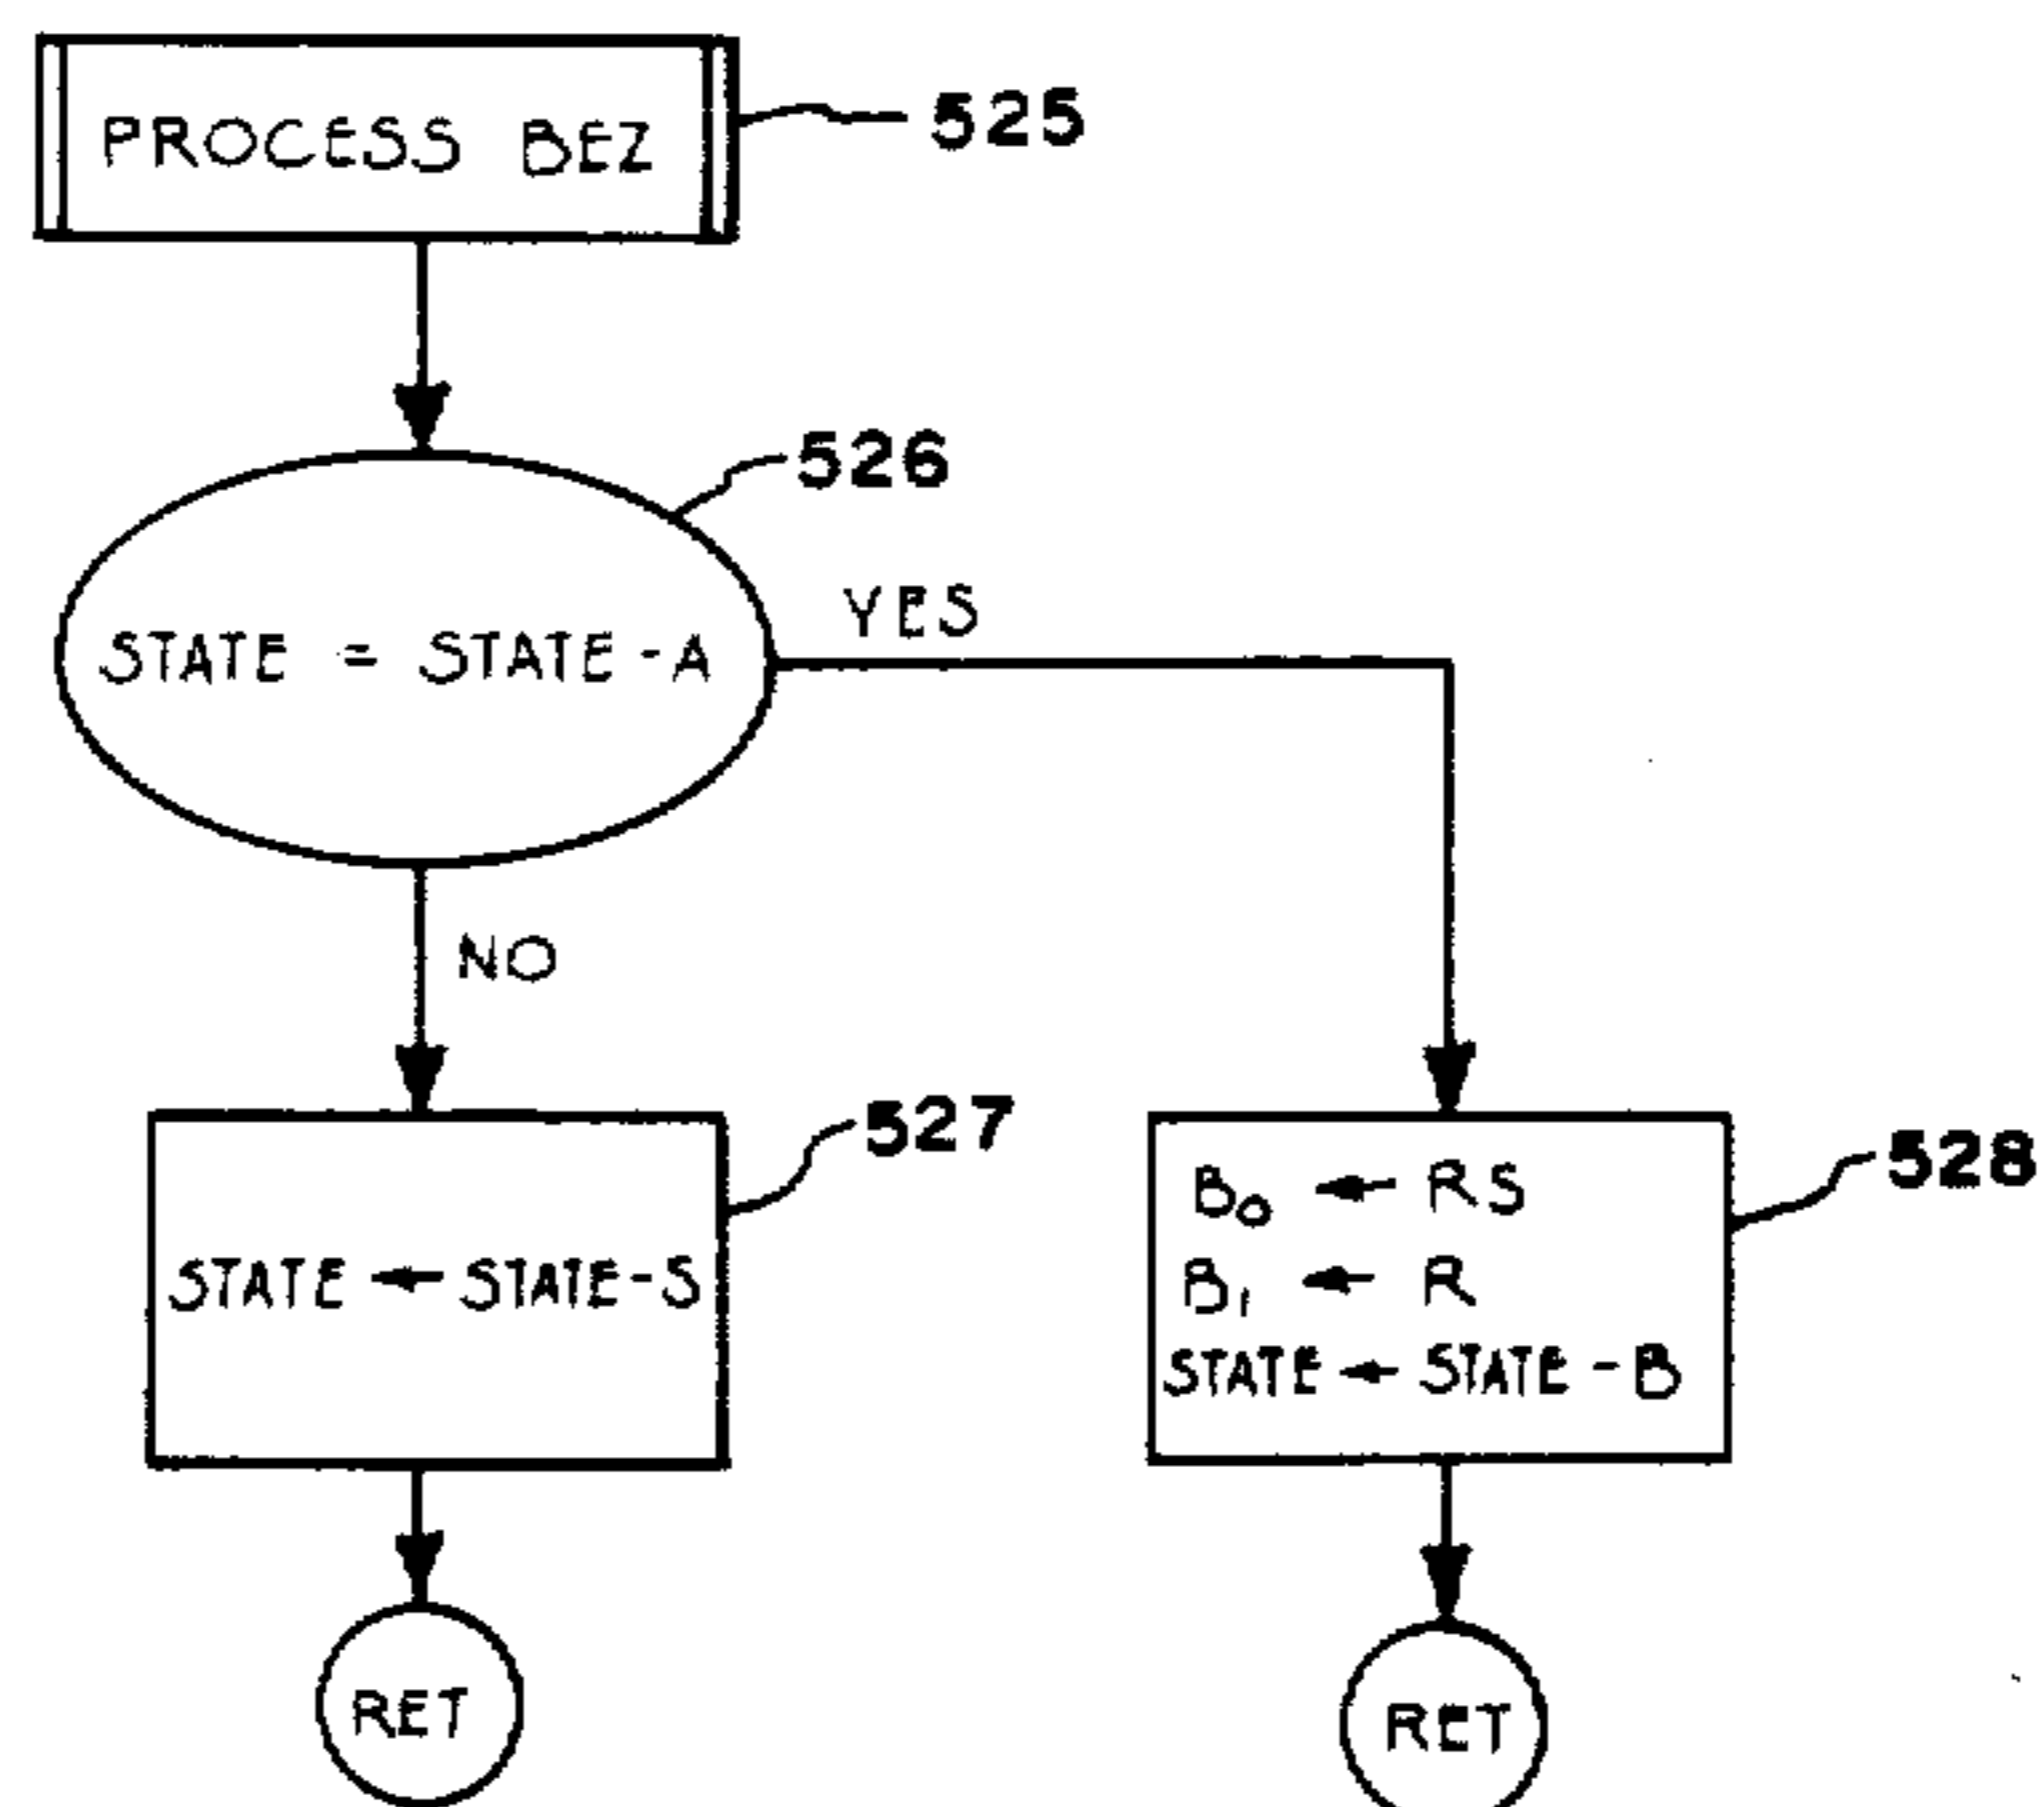 PROCESS BEZ
525
526
STATE = STATE-A
YES
NO
527
STATE ← STATE-S
528
B₀ ← RS
B₁ ← R
STATE ← STATE-B
RET
RET